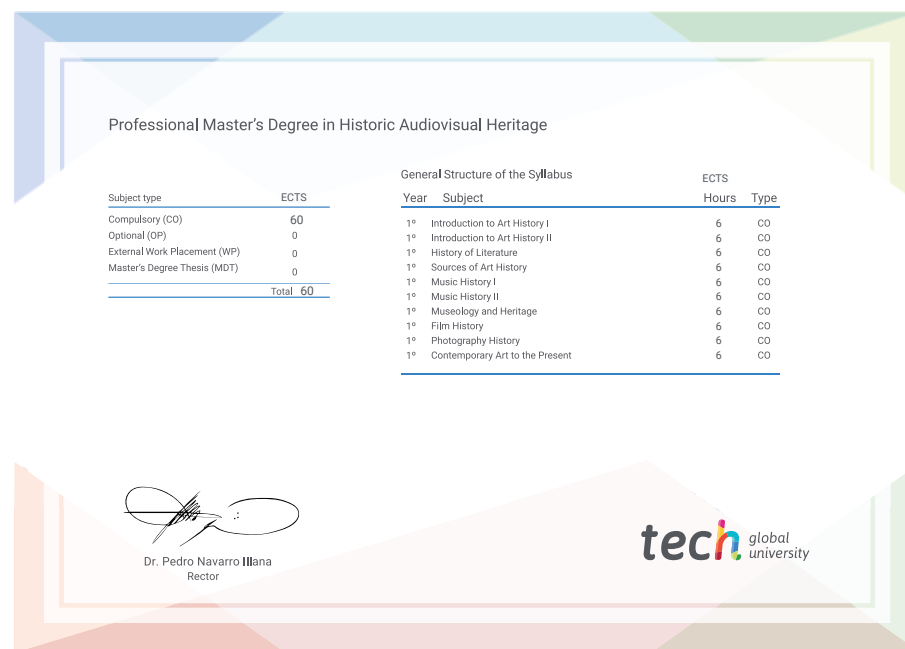 Professional Master's Degree in Historic Audiovisual Heritage
Subject type ECTS
Compulsory (CO) 60
Optional (OP) 0
External Work Placement (WP) 0
Master's Degree Thesis (MDT) 0
Total 60
General Structure of the Syllabus ECTS
Year Subject Hours Type
1º Introduction to Art History I 6 CO
1º Introduction to Art History II 6 CO
1º History of Literature 6 CO
1º Sources of Art History 6 CO
1º Music History I 6 CO
1º Music History II 6 CO
1º Museology and Heritage 6 CO
1º Film History 6 CO
1º Photography History 6 CO
1º Contemporary Art to the Present 6 CO
Dr. Pedro Navarro Illana
Rector
tech global university